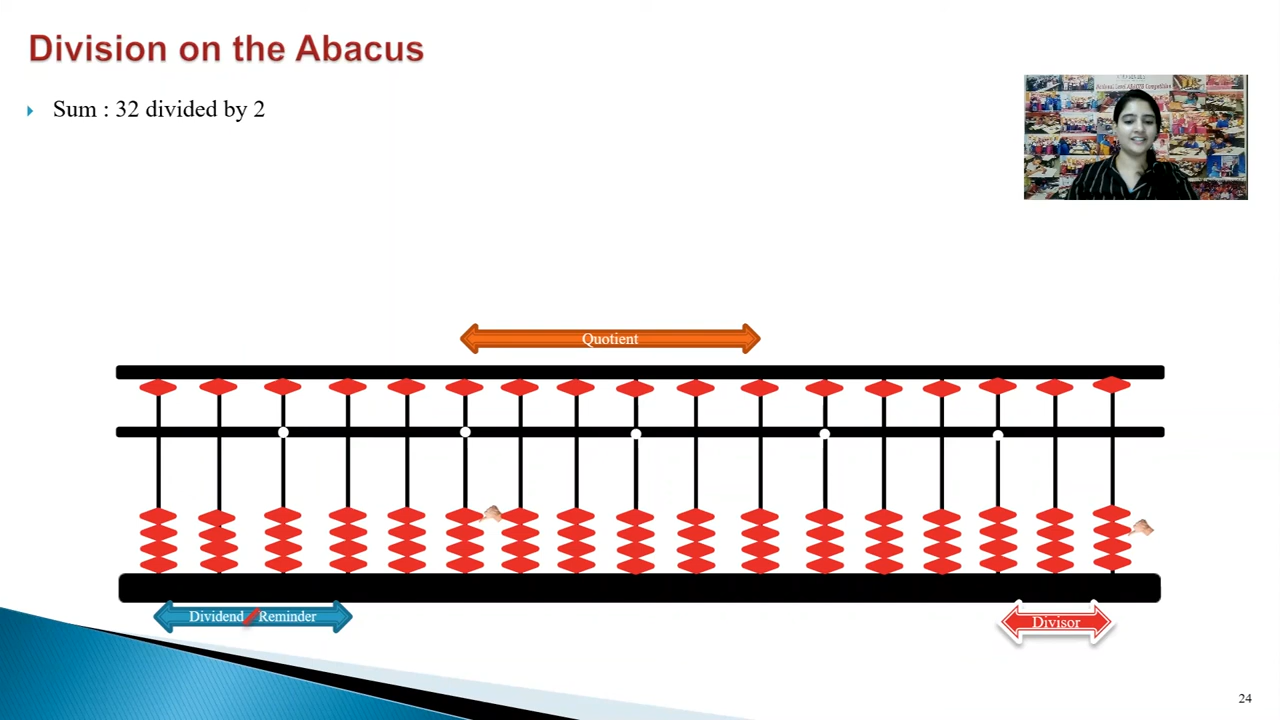 Division on the Abacus
Sum : 32 divided by 2
Quotient
Dividend / Reminder
Divisor
24